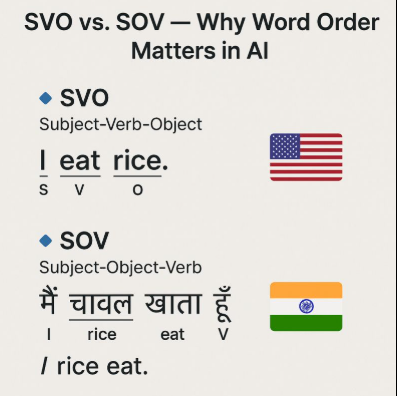 SVO vs. SOV — Why Word Order
Matters in AI
SVO
Subject-Verb-Object
I eat rice.
S V O
SOV
Subject-Object-Verb
मैं चावल खाता हूँ
I rice eat V
I rice eat.